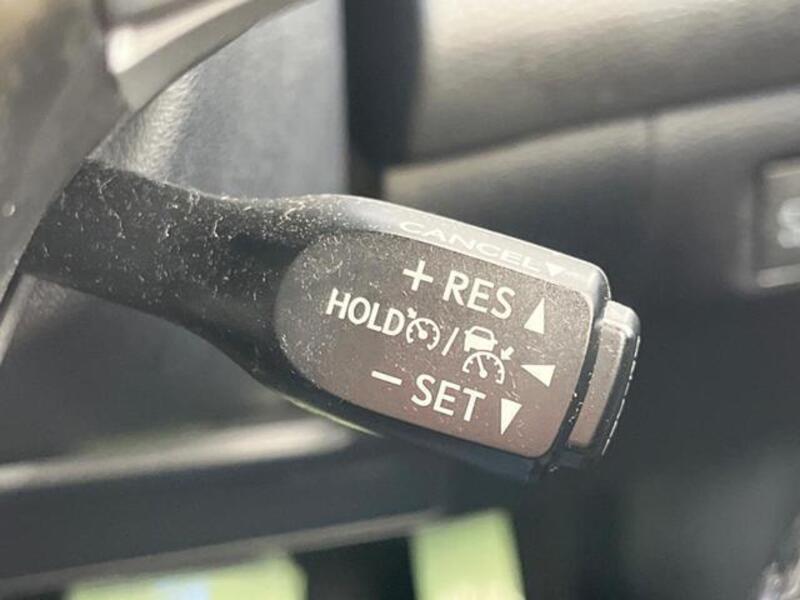 CANCEL
+ RES
HOLD /
− SET